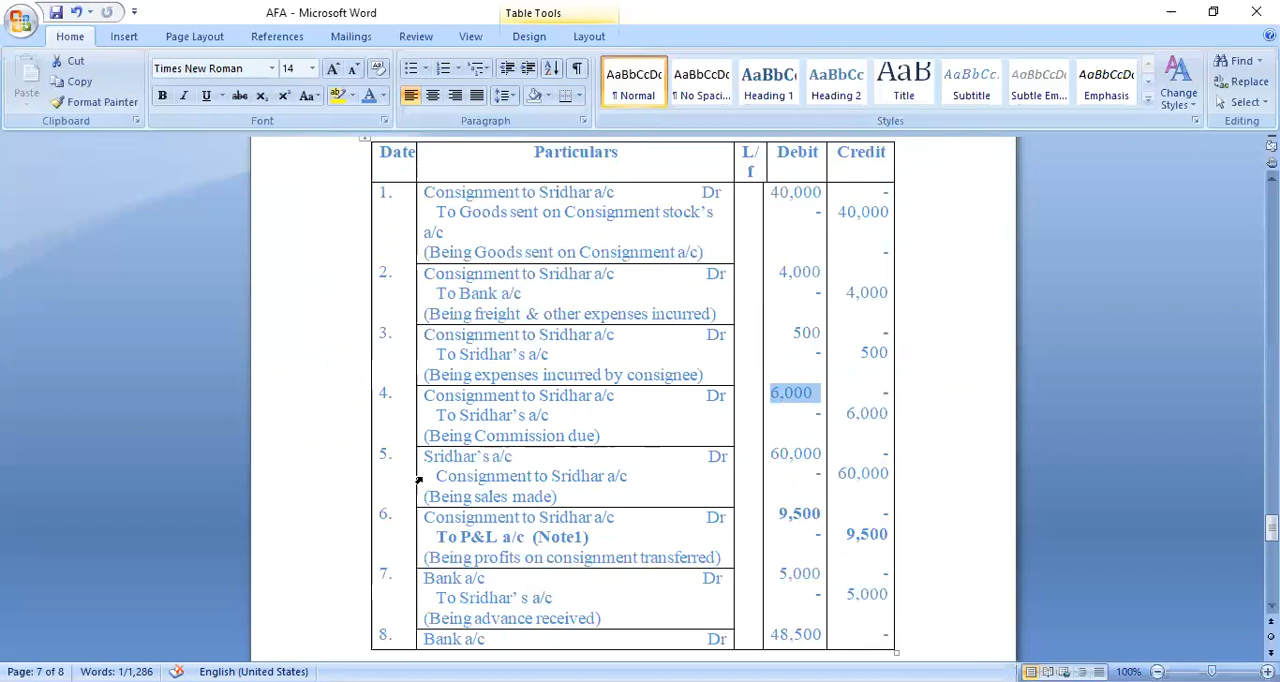 AFA - Microsoft Word
Table Tools
Home Insert Page Layout References Mailings Review View Design Layout
Paste
Cut
Copy
Format Painter
Clipboard
Times New Roman 14
Font
Paragraph
AaBbCcDc AaBbCcDc AaBbC AaBbCc AaB AaBbCc. AaBbCcDc AaBbCcDc
¶ Normal ¶ No Spaci... Heading 1 Heading 2 Title Subtitle Subtle Em... Emphasis
Change
Styles
Styles
Find
Replace
Select
Editing
Date Particulars L/ Debit Credit
f
1. Consignment to Sridhar a/c Dr 40,000 -
To Goods sent on Consignment stock’s - 40,000
a/c
(Being Goods sent on Consignment a/c) -
2. Consignment to Sridhar a/c Dr 4,000
To Bank a/c - 4,000
(Being freight & other expenses incurred)
3. Consignment to Sridhar a/c Dr 500 -
To Sridhar’s a/c - 500
(Being expenses incurred by consignee)
4. Consignment to Sridhar a/c Dr 6,000 -
To Sridhar’s a/c - 6,000
(Being Commission due)
5. Sridhar’s a/c Dr 60,000 -
Consignment to Sridhar a/c - 60,000
(Being sales made)
6. Consignment to Sridhar a/c Dr 9,500 -
To P&L a/c (Note1) - 9,500
(Being profits on consignment transferred)
7. Bank a/c Dr 5,000 -
To Sridhar’ s a/c - 5,000
(Being advance received)
8. Bank a/c Dr 48,500 -
Page: 7 of 8 Words: 1/1,286 English (United States) 100%